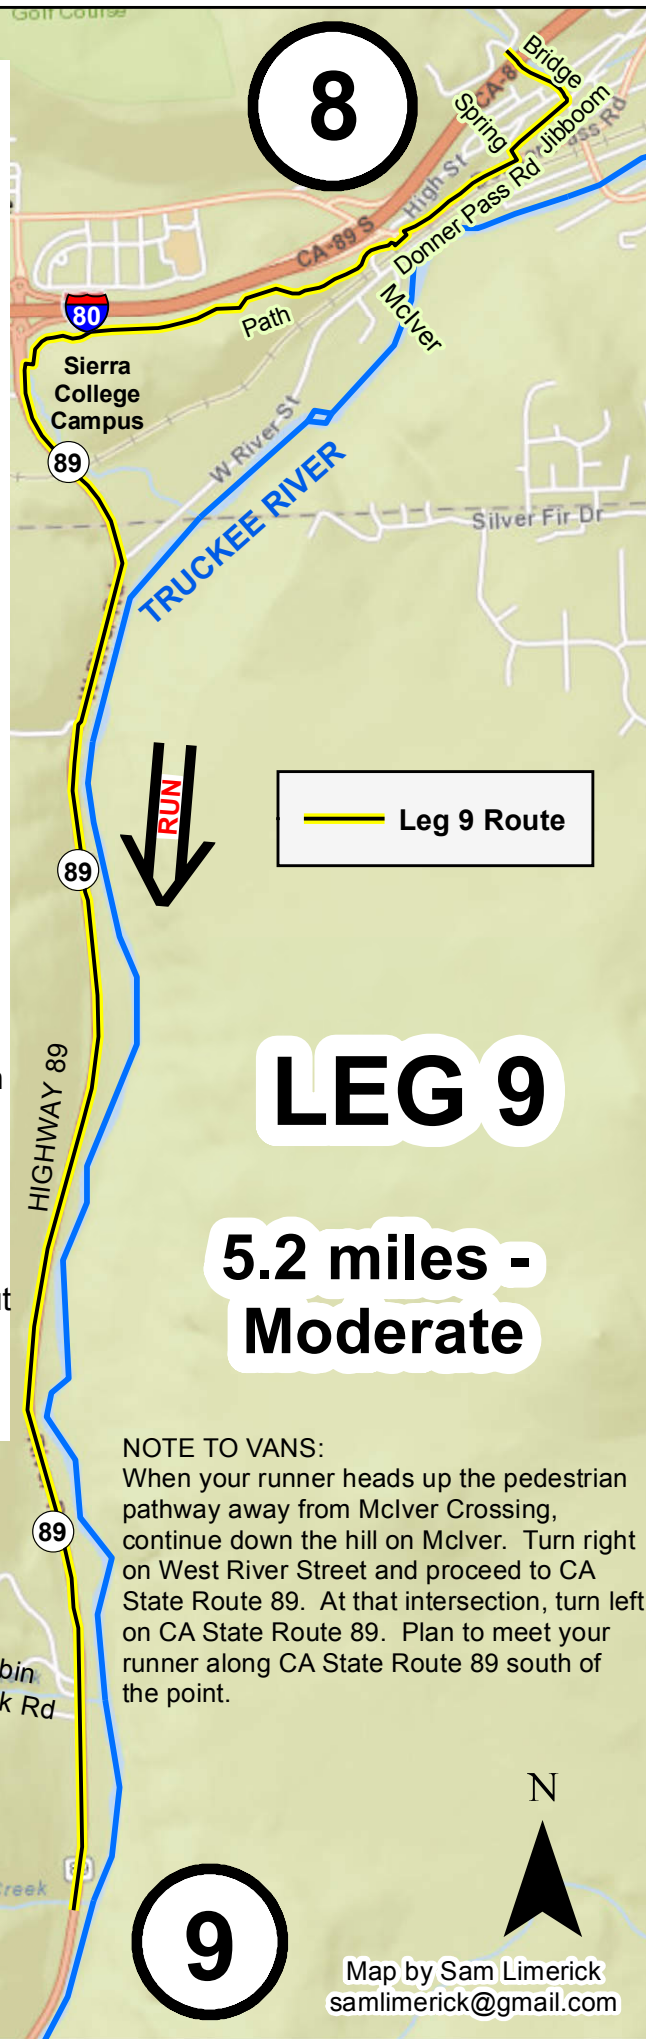 Golf Course
8
Bridge
CA-8
Spring
Jibboom
ss Rd
High St
Donner Pass Rd
CA-89 S
McIver
80
Path
Sierra
College
Campus
89
W River St
TRUCKEE RIVER
Silver Fir Dr
RUN
Leg 9 Route
89
HIGHWAY 89
LEG 9
5.2 miles -
Moderate
NOTE TO VANS:
When your runner heads up the pedestrian
pathway away from McIver Crossing,
continue down the hill on McIver.  Turn right
on West River Street and proceed to CA
State Route 89.  At that intersection, turn left
on CA State Route 89.  Plan to meet your
runner along CA State Route 89 south of
the point.
89
bin
k Rd
N
89
Creek
9
Map by Sam Limerick
samlimerick@gmail.com